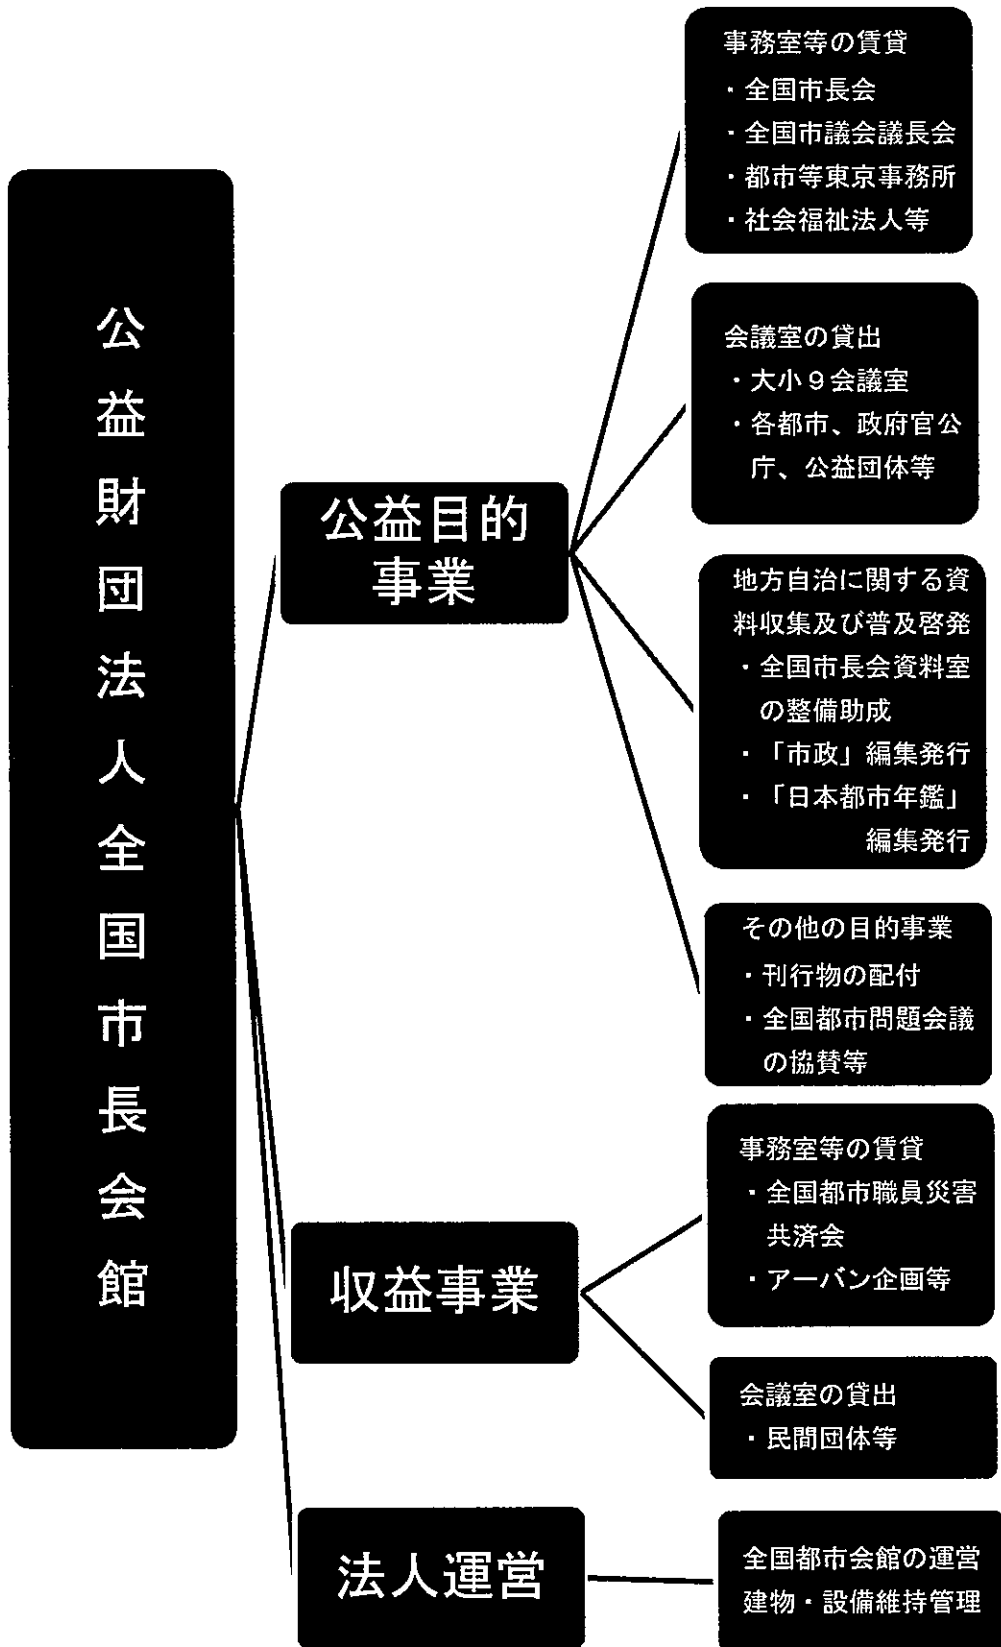 公益財団法人全国市長会館
公益目的
事業
事務室等の賃貸
・全国市長会
・全国市議会議長会
・都市等東京事務所
・社会福祉法人等
会議室の貸出
・大小９会議室
・各都市、政府官公
庁、公益団体等
地方自治に関する資
料収集及び普及啓発
・全国市長会資料室
の整備助成
・「市政」編集発行
・「日本都市年鑑」
編集発行
その他の目的事業
・刊行物の配付
・全国都市問題会議
の協賛等
収益事業
事務室等の賃貸
・全国都市職員災害
共済会
・アーバン企画等
会議室の貸出
・民間団体等
法人運営
全国都市会館の運営
建物・設備維持管理